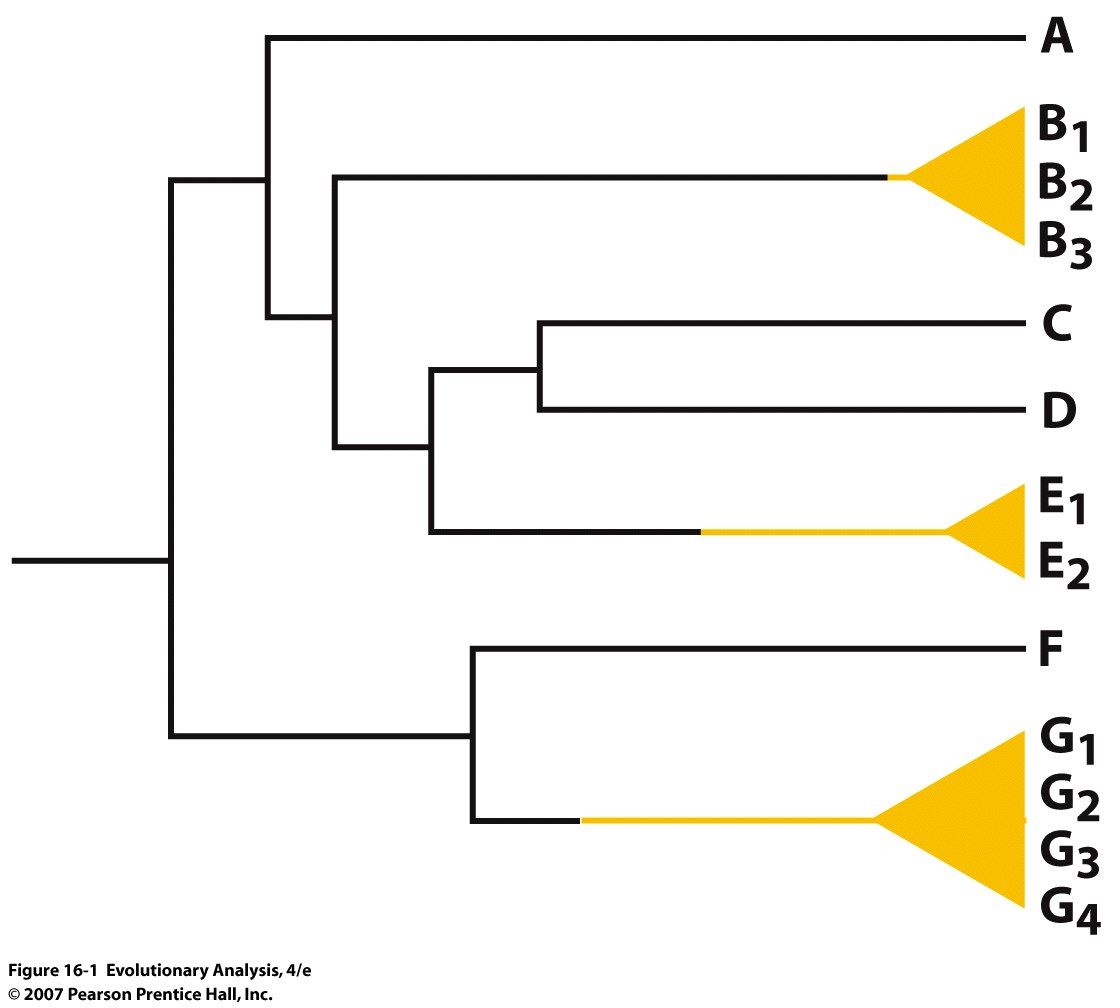 A
B1
B2
B3
C
D
E1
E2
F
G1
G2
G3
G4
Figure 16-1 Evolutionary Analysis, 4/e
© 2007 Pearson Prentice Hall, Inc.